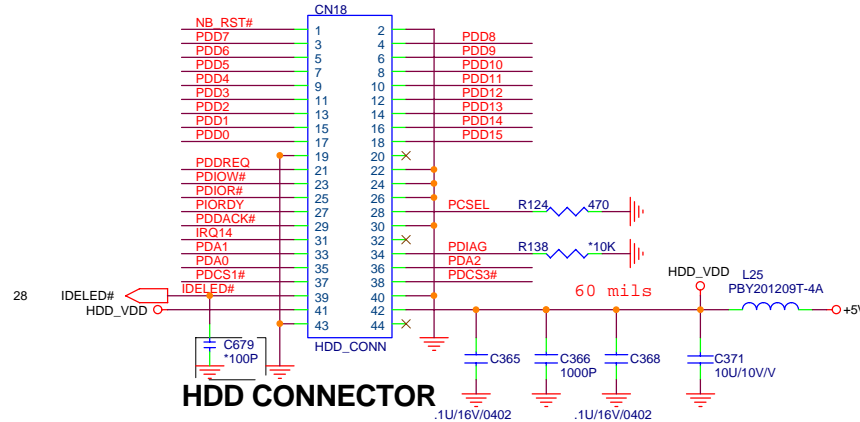 CN18
NB_RST# 1 2
PDD7 3 4 PDD8
PDD6 5 6 PDD9
PDD5 7 8 PDD10
PDD4 9 10 PDD11
PDD3 11 12 PDD12
PDD2 13 14 PDD13
PDD1 15 16 PDD14
PDD0 17 18 PDD15
19 20
PDDREQ 21 22
PDIOW# 23 24
PDIOR# 25 26
PIORDY 27 28 PCSEL R124 470
PDDACK# 29 30
IRQ14 31 32
PDA1 33 34 PDIAG R138 *10K
PDA0 35 36 PDA2
PDCS1# 37 38 PDCS3#
28 IDELED# IDELED# 39 40
HDD_VDD 41 42 60 mils HDD_VDD L25 PBY201209T-4A +5V
43 44
HDD_CONN
C679 *100P
C365 .1U/16V/0402
C366 1000P
C368 .1U/16V/0402
C371 10U/10V/V
HDD CONNECTOR